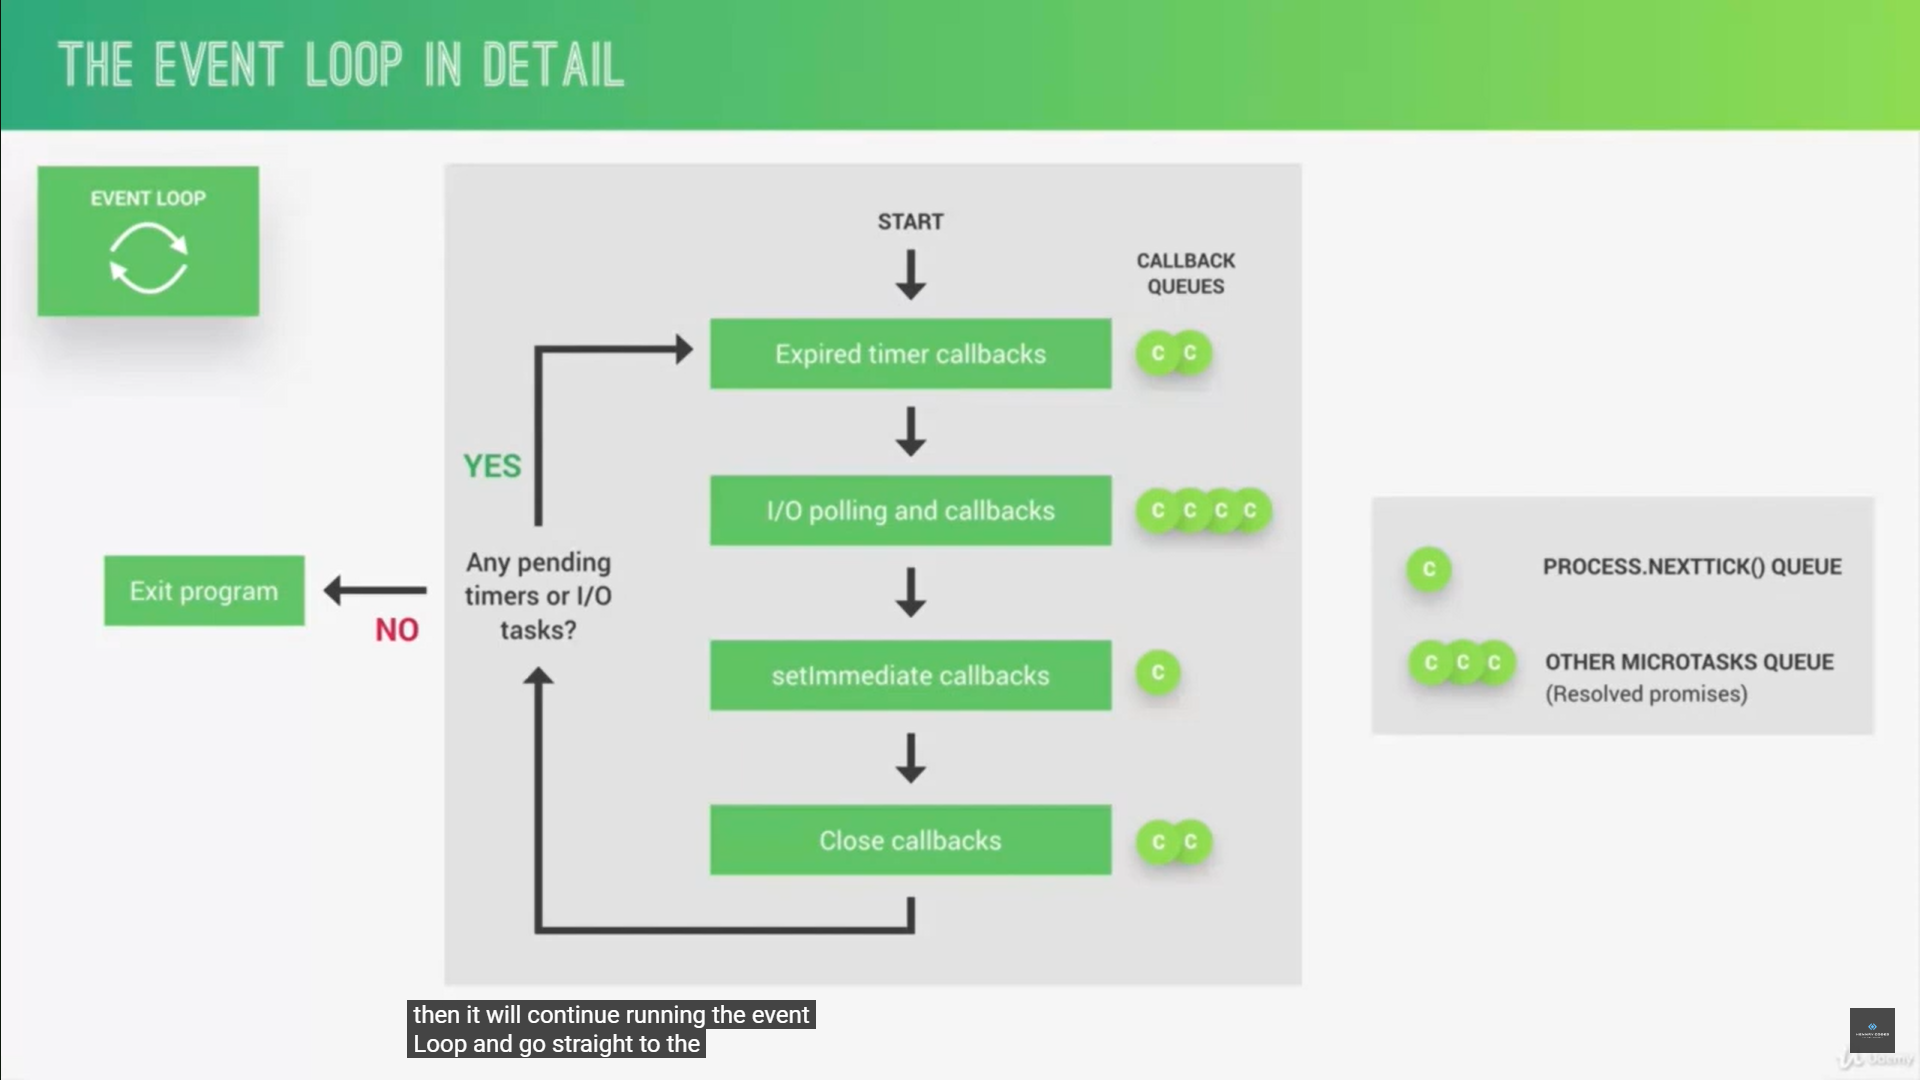 THE EVENT LOOP IN DETAIL
EVENT LOOP
START
CALLBACK
QUEUES
Expired timer callbacks
C C
YES
I/O polling and callbacks
C C C C
Any pending
timers or I/O
tasks?
Exit program
NO
setImmediate callbacks
C
Close callbacks
C C
C
PROCESS.NEXTTICK() QUEUE
C C C
OTHER MICROTASKS QUEUE
(Resolved promises)
then it will continue running the event
Loop and go straight to the
Udemy